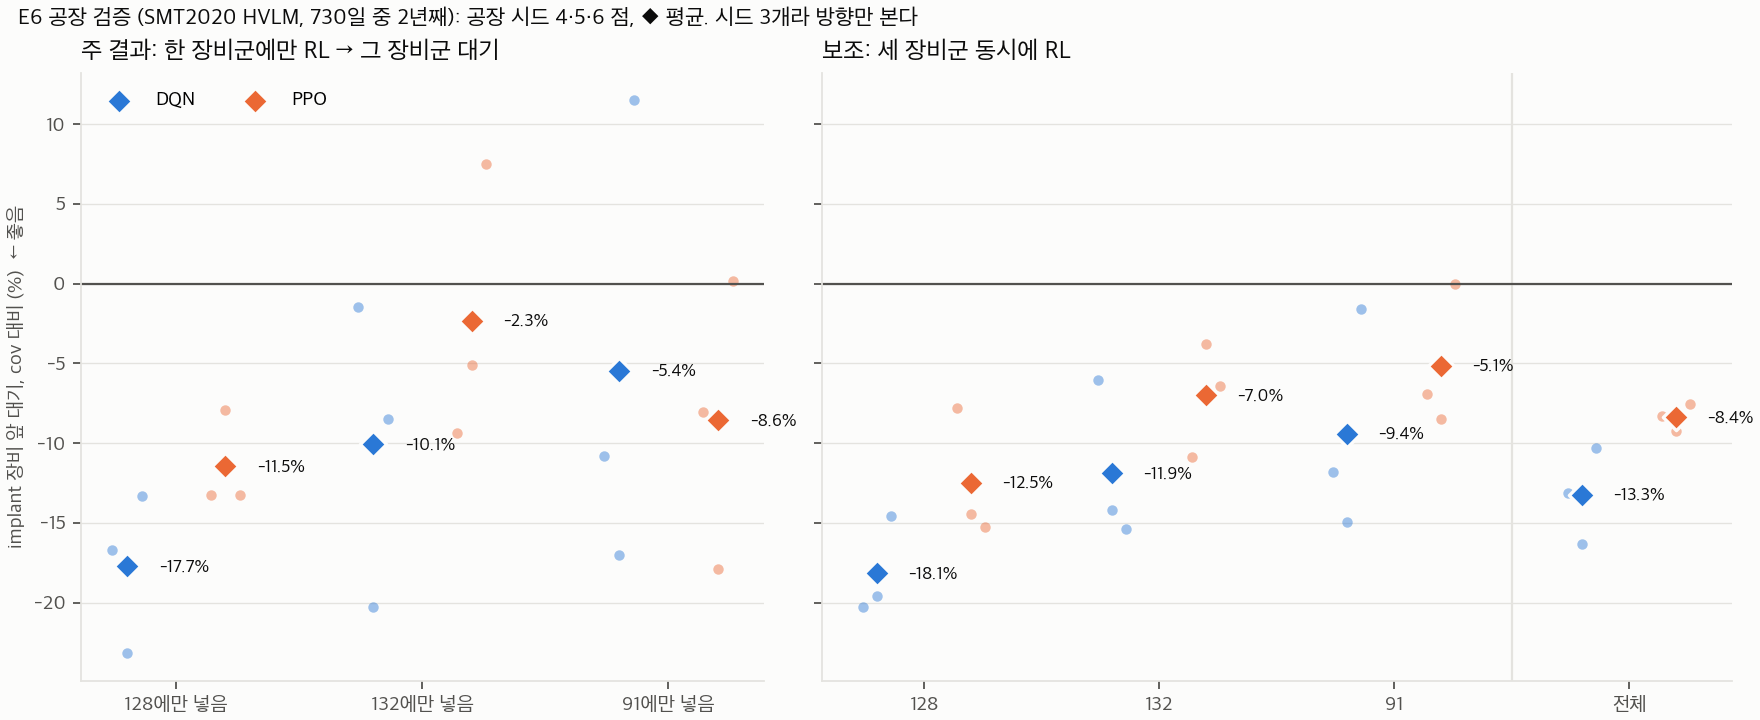 E6 공장 검증 (SMT2020 HVLM, 730일 중 2년째): 공장 시드 4·5·6 점, ◆ 평균. 시드 3개라 방향만 본다
주 결과: 한 장비군에만 RL → 그 장비군 대기
보조: 세 장비군 동시에 RL
DQN
PPO
implant 장비 앞 대기, cov 대비 (%) ← 좋음
10
5
0
−5
−10
−15
−20
-17.7%
-11.5%
-10.1%
-2.3%
-5.4%
-8.6%
128에만 넣음
132에만 넣음
91에만 넣음
-18.1%
-12.5%
-11.9%
-7.0%
-9.4%
-5.1%
-13.3%
-8.4%
128
132
91
전체